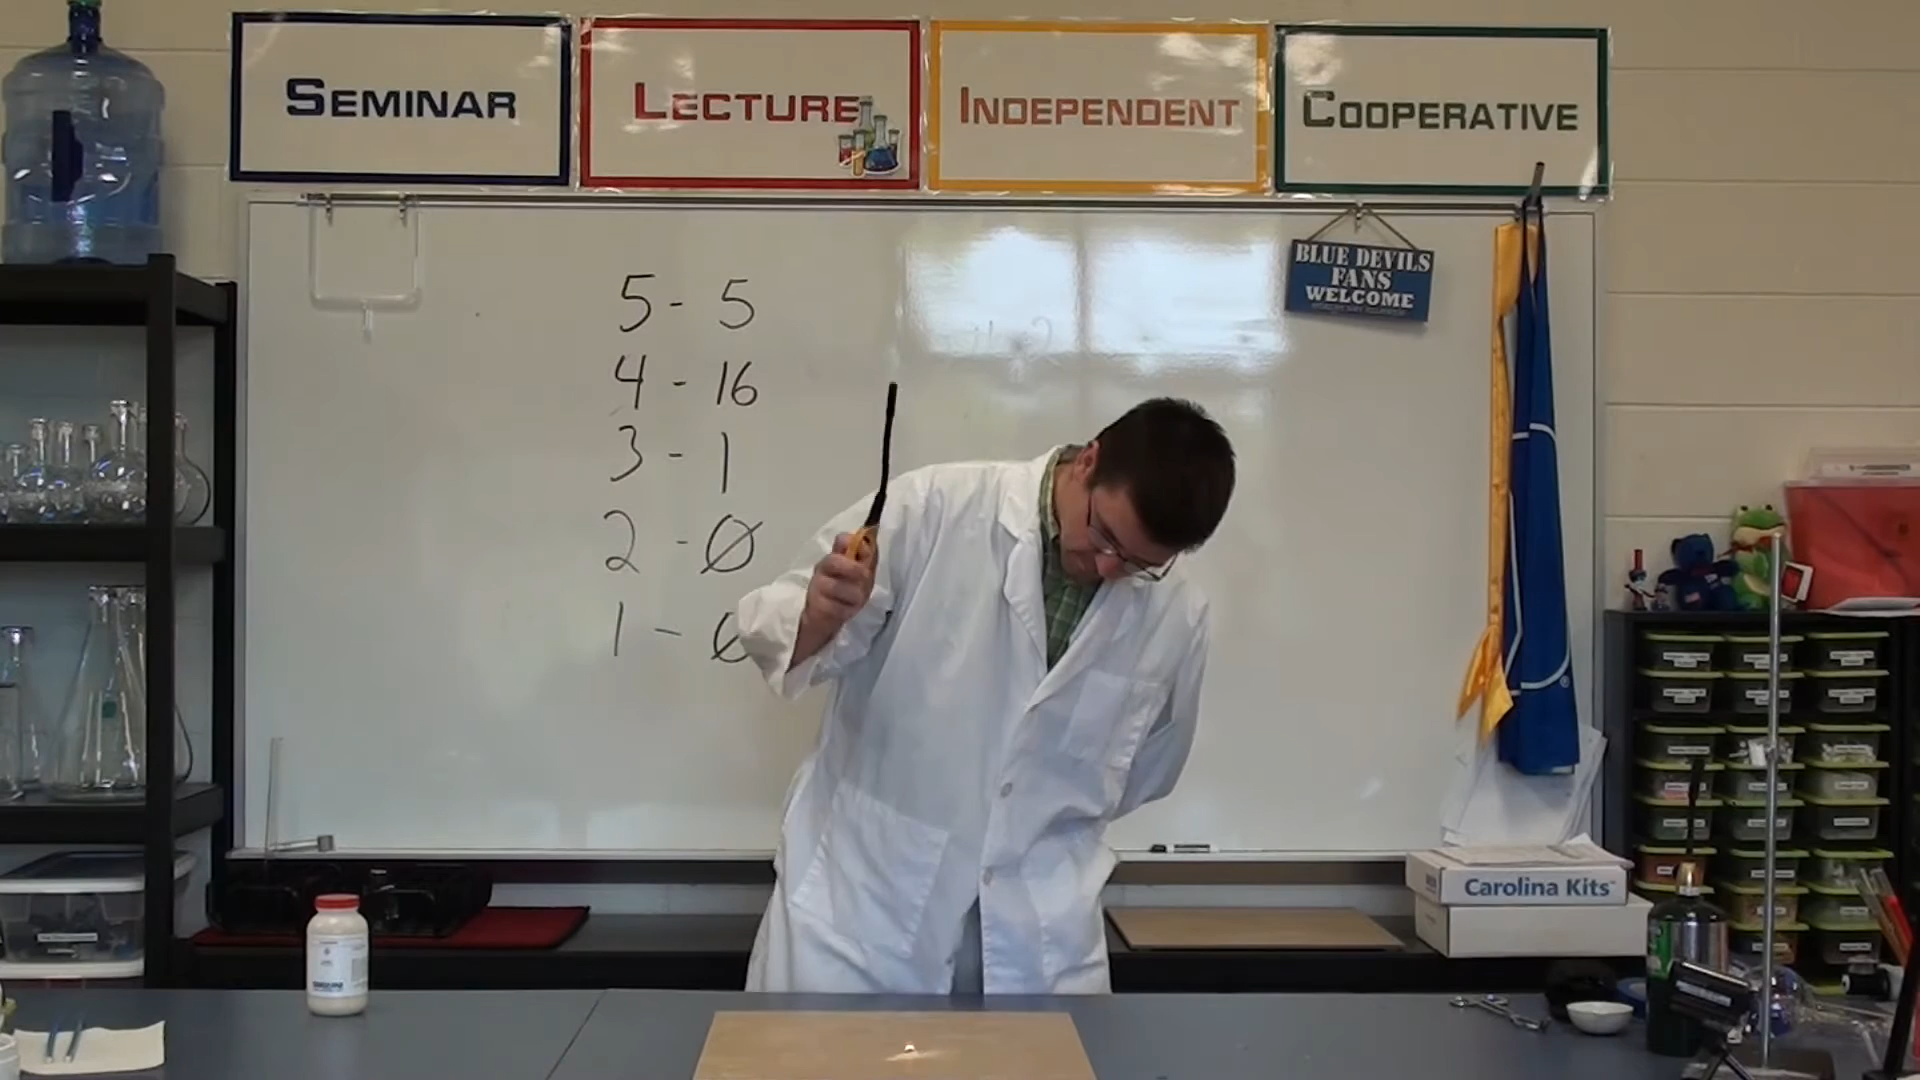 SEMINAR
LECTURE
INDEPENDENT
COOPERATIVE
BLUE DEVILS
FANS
WELCOME
5 - 5
4 - 16
3 - 1
2 - Ø
1 - Ø
Carolina Kits